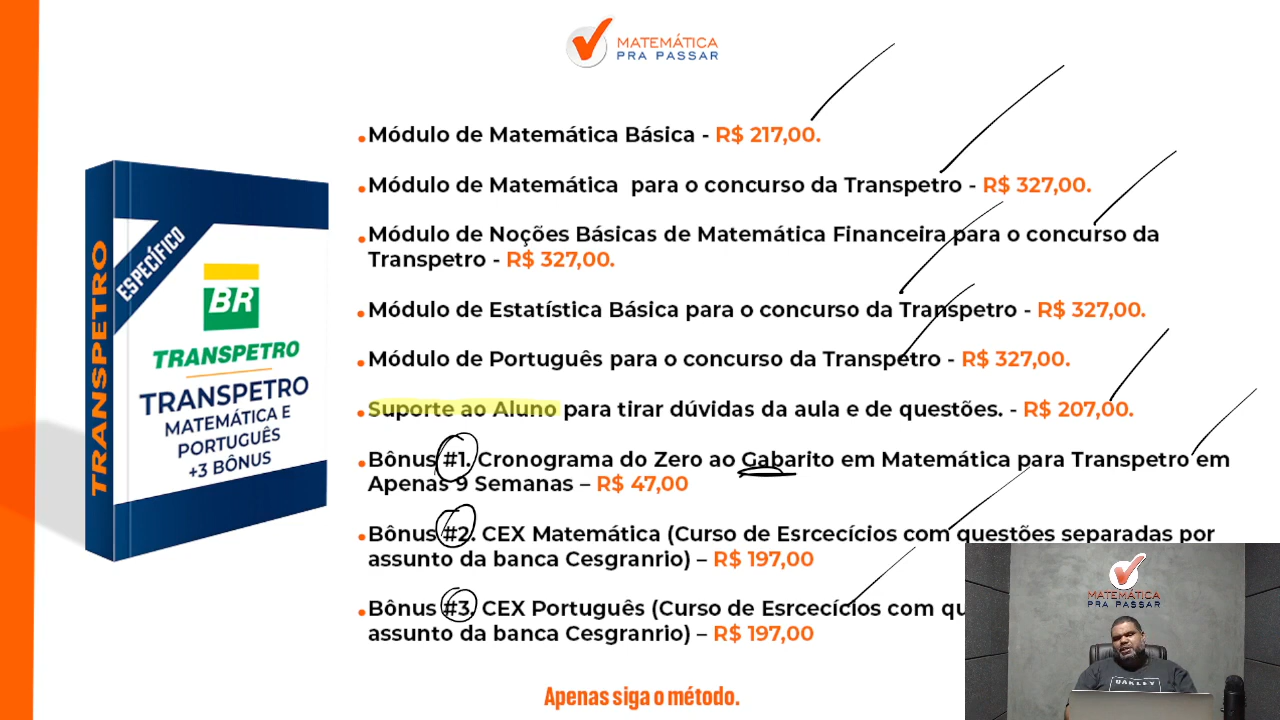 MATEMÁTICA
PRA PASSAR
•Módulo de Matemática Básica - R$ 217,00.
•Módulo de Matemática para o concurso da Transpetro - R$ 327,00.
•Módulo de Noções Básicas de Matemática Financeira para o concurso da
Transpetro - R$ 327,00.
•Módulo de Estatística Básica para o concurso da Transpetro - R$ 327,00.
•Módulo de Português para o concurso da Transpetro - R$ 327,00.
•Suporte ao Aluno para tirar dúvidas da aula e de questões. - R$ 207,00.
•Bônus #1. Cronograma do Zero ao Gabarito em Matemática para Transpetro em
Apenas 9 Semanas – R$ 47,00
•Bônus #2. CEX Matemática (Curso de Esrcecícios com questões separadas por
assunto da banca Cesgranrio) – R$ 197,00
•Bônus #3. CEX Português (Curso de Esrcecícios com qu
assunto da banca Cesgranrio) – R$ 197,00
Apenas siga o método.
TRANSPETRO
ESPECÍFICO
BR
TRANSPETRO
TRANSPETRO
MATEMÁTICA E
PORTUGUÊS
+3 BÔNUS
MATEMÁTICA
PRA PASSAR
OAKLEY